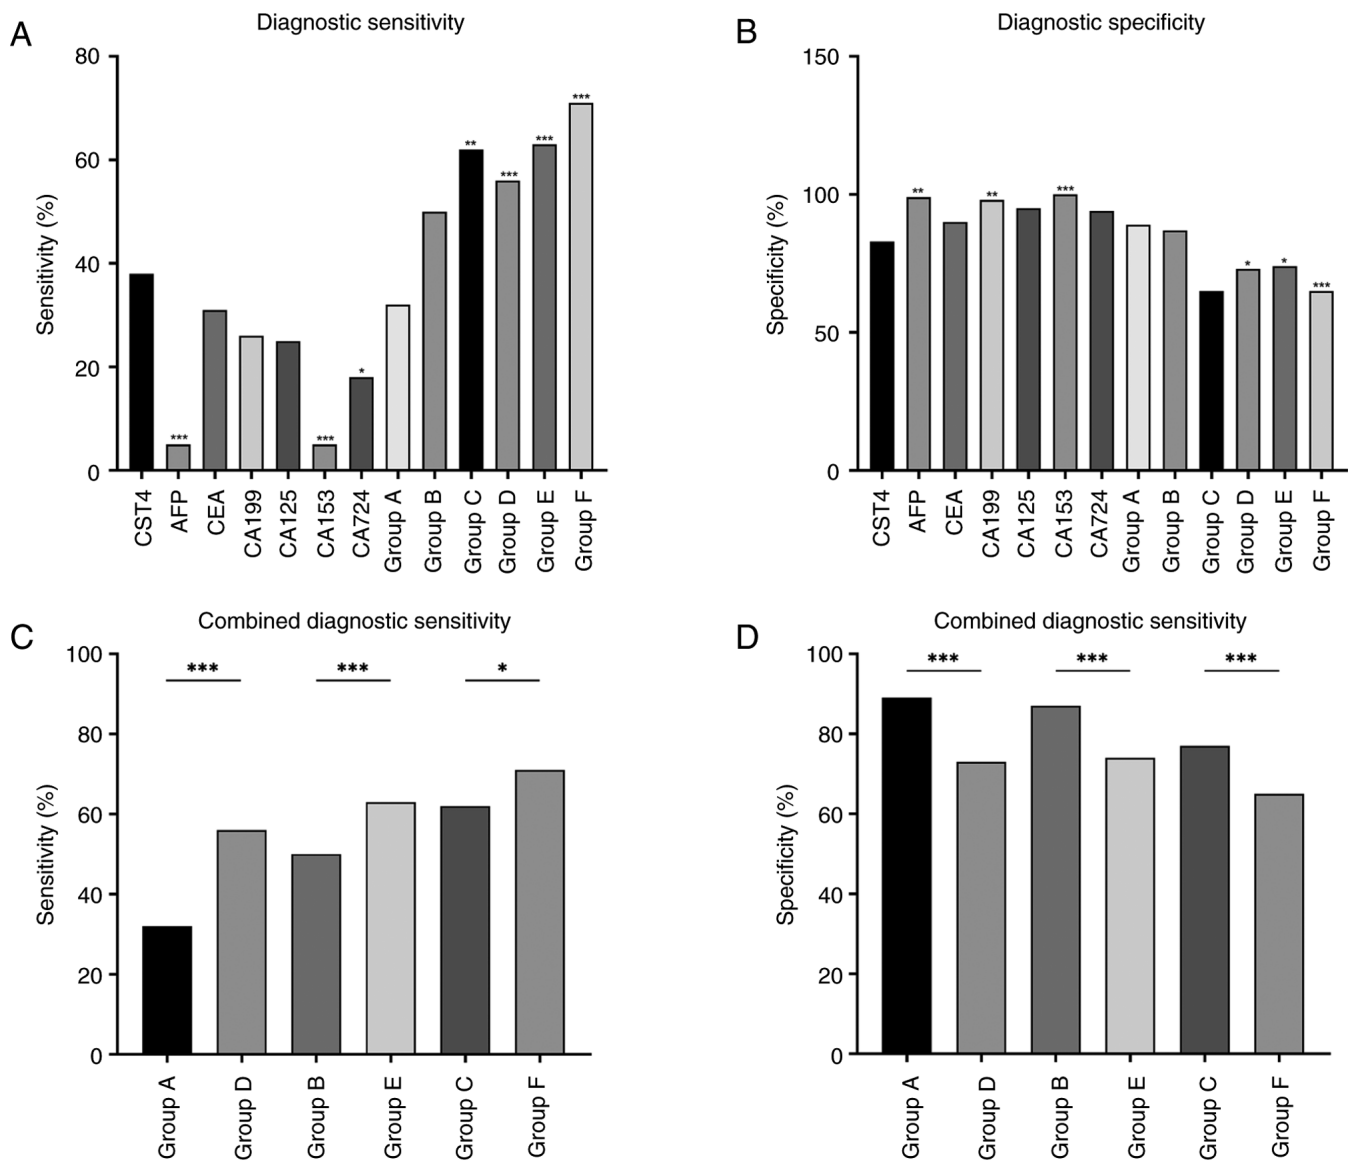 A
Diagnostic sensitivity
Sensitivity (%)
80
60
40
20
0
***
***
*
**
***
***
***
CST4
AFP
CEA
CA199
CA125
CA153
CA724
Group A
Group B
Group C
Group D
Group E
Group F
B
Diagnostic specificity
Specificity (%)
150
100
50
0
**
**
***
*
*
***
CST4
AFP
CEA
CA199
CA125
CA153
CA724
Group A
Group B
Group C
Group D
Group E
Group F
C
Combined diagnostic sensitivity
Sensitivity (%)
100
80
60
40
20
0
***
***
*
Group A
Group D
Group B
Group E
Group C
Group F
D
Combined diagnostic sensitivity
Specificity (%)
100
80
60
40
20
0
***
***
***
Group A
Group D
Group B
Group E
Group C
Group F